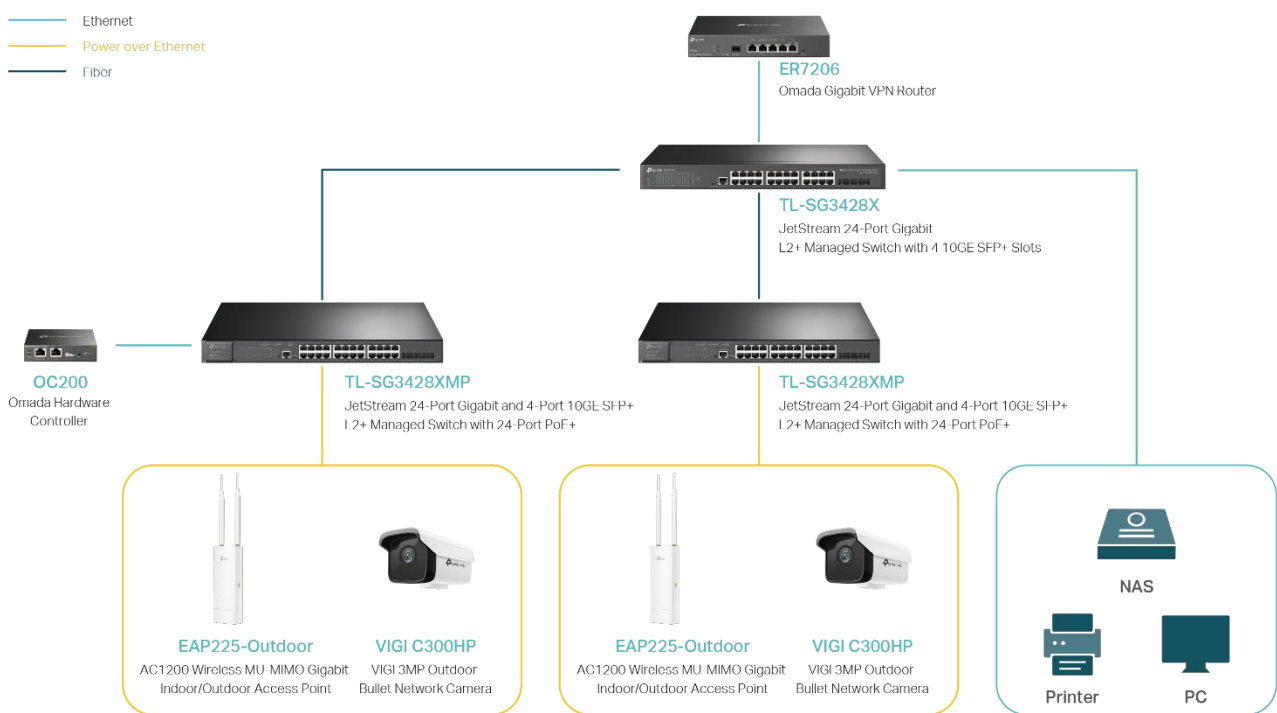 Ethernet
Power over Ethernet
Fiber
ER7206
Omada Gigabit VPN Router
TL-SG3428X
JetStream 24-Port Gigabit
L2+ Managed Switch with 4 10GE SFP+ Slots
OC200
Omada Hardware
Controller
TL-SG3428XMP
JetStream 24-Port Gigabit and 4-Port 10GE SFP+
L2+ Managed Switch with 24-Port PoE+
TL-SG3428XMP
JetStream 24-Port Gigabit and 4-Port 10GE SFP+
L2+ Managed Switch with 24-Port PoE+
EAP225-Outdoor
AC1200 Wireless MU-MIMO Gigabit
Indoor/Outdoor Access Point
VIGI C300HP
VIGI 3MP Outdoor
Bullet Network Camera
EAP225-Outdoor
AC1200 Wireless MU-MIMO Gigabit
Indoor/Outdoor Access Point
VIGI C300HP
VIGI 3MP Outdoor
Bullet Network Camera
NAS
Printer
PC